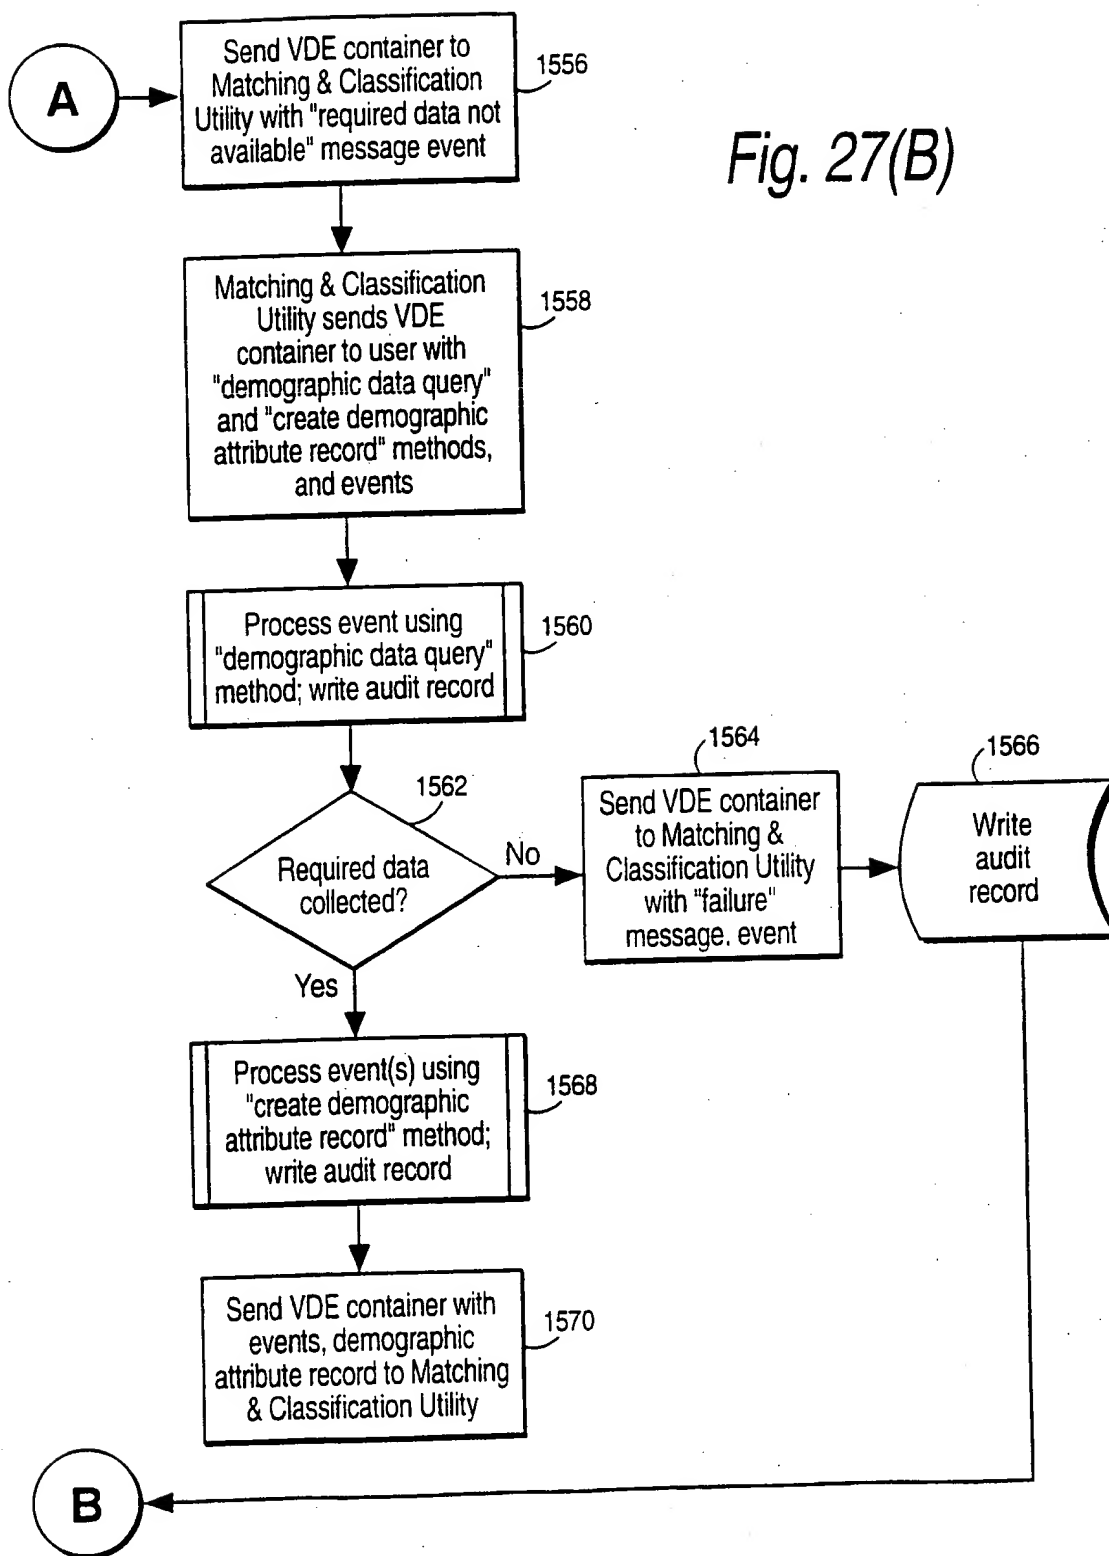 A
Send VDE container to
Matching & Classification
Utility with "required data not
available" message event
1556
Fig. 27(B)
Matching & Classification
Utility sends VDE
container to user with
"demographic data query"
and "create demographic
attribute record" methods,
and events
1558
Process event using
"demographic data query"
method; write audit record
1560
Required data
collected?
1562
No
Yes
Send VDE container
to Matching &
Classification Utility
with "failure"
message. event
1564
Write
audit
record
1566
Process event(s) using
"create demographic
attribute record" method;
write audit record
1568
Send VDE container with
events, demographic
attribute record to Matching
& Classification Utility
1570
B